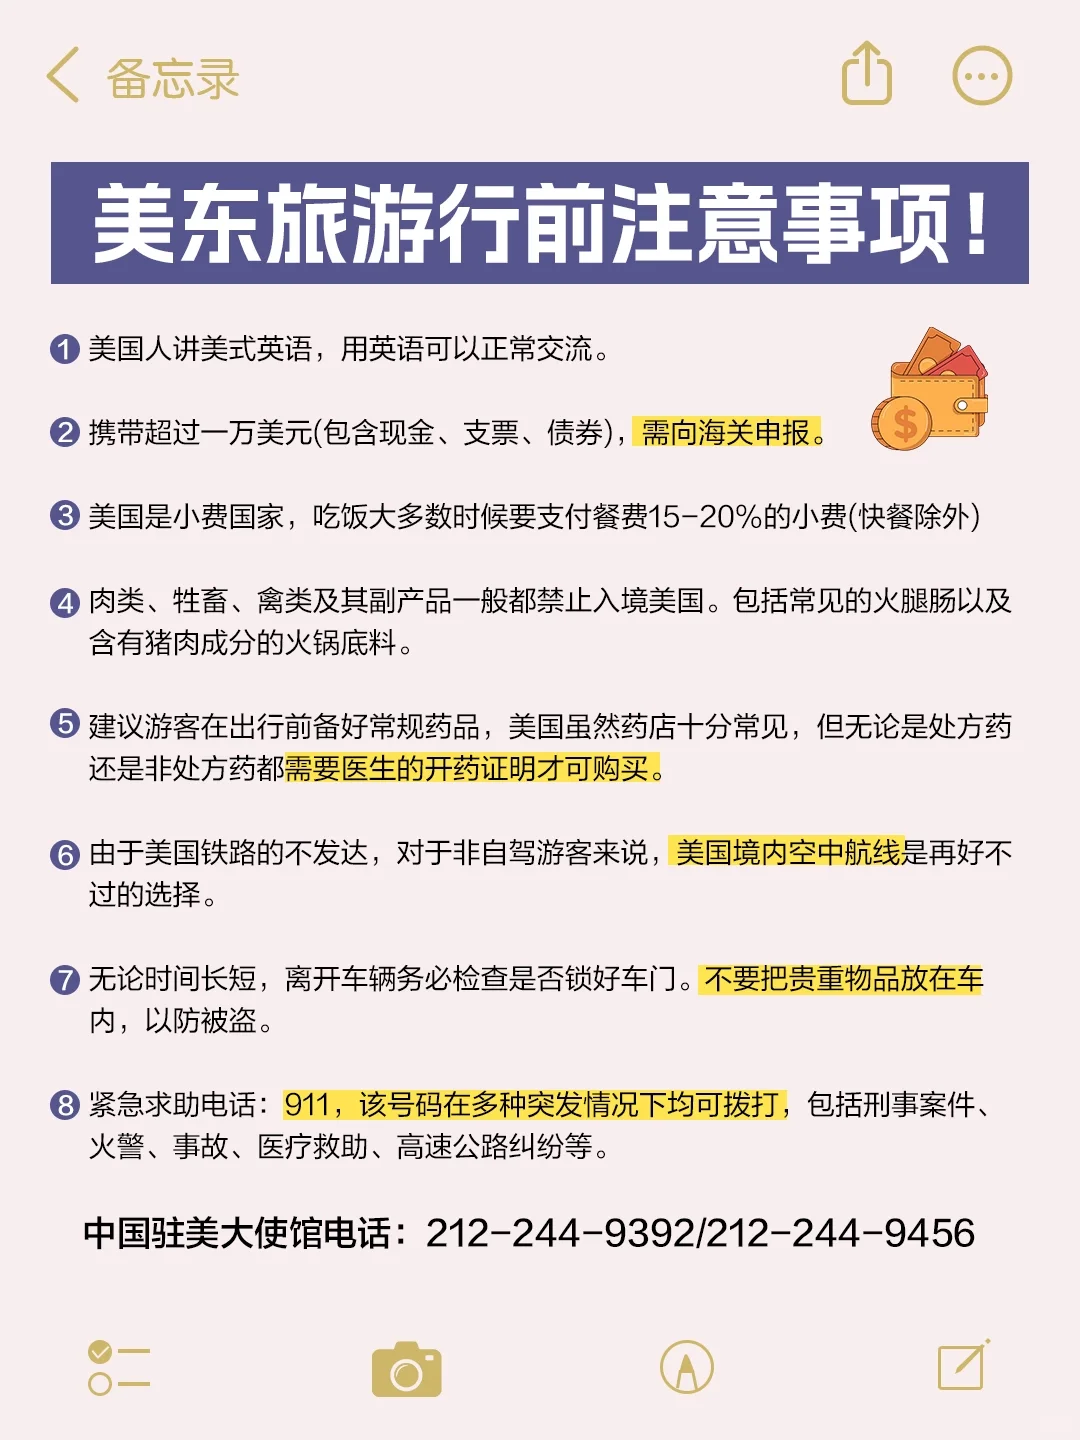 备忘录
美东旅游行前注意事项！
1 美国人讲美式英语，用英语可以正常交流。
2 携带超过一万美元(包含现金、支票、债券)，需向海关申报。
3 美国是小费国家，吃饭大多数时候要支付餐费15-20%的小费(快餐除外)
4 肉类、牲畜、禽类及其副产品一般都禁止入境美国。包括常见的火腿肠以及
含有猪肉成分的火锅底料。
5 建议游客在出行前备好常规药品，美国虽然药店十分常见，但无论是处方药
还是非处方药都需要医生的开药证明才可购买。
6 由于美国铁路的不发达，对于非自驾游客来说，美国境内空中航线是再好不
过的选择。
7 无论时间长短，离开车辆务必检查是否锁好车门。不要把贵重物品放在车
内，以防被盗。
8 紧急求助电话：911，该号码在多种突发情况下均可拨打，包括刑事案件、
火警、事故、医疗救助、高速公路纠纷等。
中国驻美大使馆电话：212-244-9392/212-244-9456